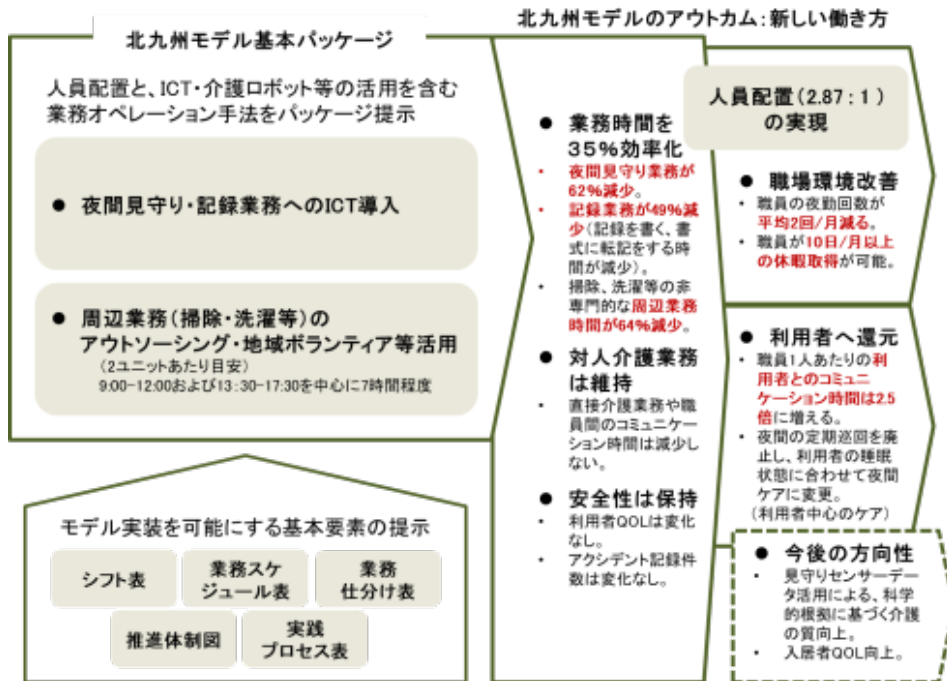 北九州モデル基本パッケージ
人員配置と、ICT・介護ロボット等の活用を含む
業務オペレーション手法をパッケージ提示
● 夜間見守り・記録業務へのICT導入
● 周辺業務(掃除・洗濯等)の
アウトソーシング・地域ボランティア等活用
(2ユニットあたり目安)
9:00-12:00および13:30-17:30を中心に7時間程度
モデル実装を可能にする基本要素の提示
シフト表
業務スケ
ジュール表
業務
仕分け表
推進体制図
実践
プロセス表
北九州モデルのアウトカム：新しい働き方
● 業務時間を
35%効率化
• 夜間見守り業務が
62%減少。
• 記録業務が49%減
少(記録を書く、書
式に転記をする時
間が減少)。
• 掃除、洗濯等の非
専門的な周辺業務
時間が64%減少。
● 対人介護業務
は維持
• 直接介護業務や職
員間のコミュニケー
ション時間は減少し
ない。
● 安全性は保持
• 利用者QOLは変化
なし。
• アクシデント記録件
数は変化なし。
人員配置(2.87：1)
の実現
● 職場環境改善
• 職員の夜勤回数が
平均2回/月減る。
• 職員が10日/月以上
の休暇取得が可能。
● 利用者へ還元
• 職員1人あたりの利
用者とのコミュニ
ケーション時間は2.5
倍に増える。
• 夜間の定期巡回を廃
止し、利用者の睡眠
状態に合わせて夜間
ケアに変更。
(利用者中心のケア)
● 今後の方向性
• 見守りセンサーデー
タ活用による、科学
的根拠に基づく介護
の質向上。
• 入居者QOL向上。